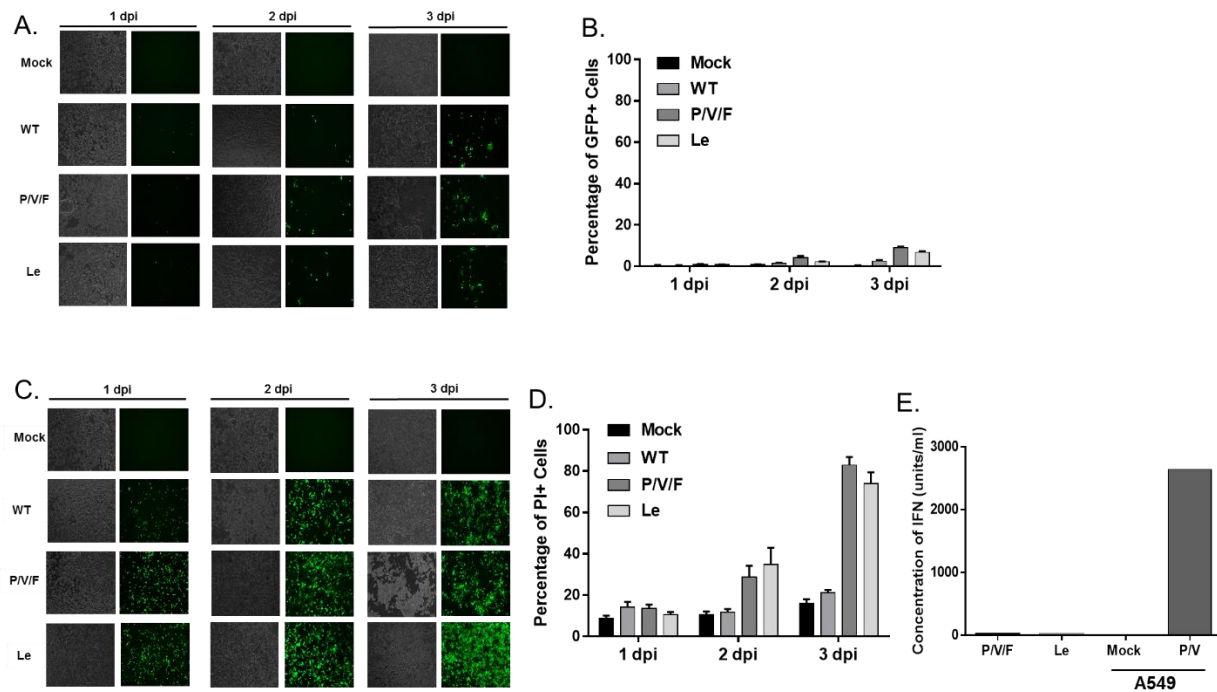 A.
1 dpi 2 dpi 3 dpi
Mock
WT
P/V/F
Le
B.
Percentage of GFP+ Cells
100
80
60
40
20
0
Mock
WT
P/V/F
Le
1 dpi 2 dpi 3 dpi
C.
1 dpi 2 dpi 3 dpi
Mock
WT
P/V/F
Le
D.
Percentage of PI+ Cells
100
80
60
40
20
0
Mock
WT
P/V/F
Le
1 dpi 2 dpi 3 dpi
E.
Concentration of IFN (units/ml)
3000
2000
1000
0
P/V/F Le Mock P/V
A549